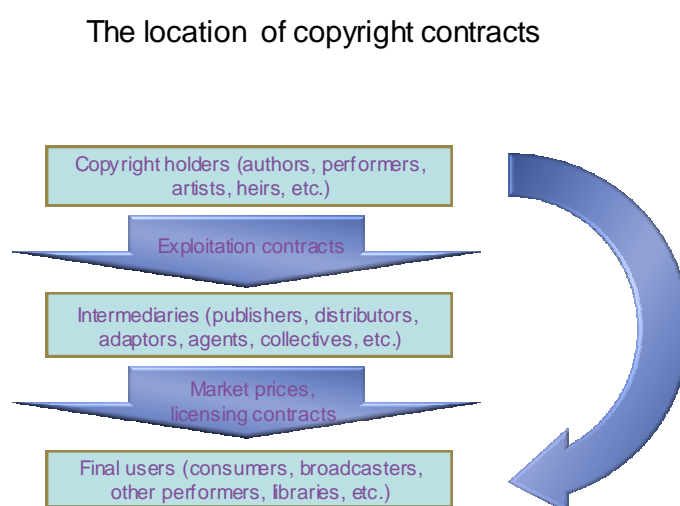 The location of copyright contracts
Copyright holders (authors, performers,
artists, heirs, etc.)
Exploitation contracts
Intermediaries (publishers, distributors,
adaptors, agents, collectives, etc.)
Market prices,
licensing contracts
Final users (consumers, broadcasters,
other performers, libraries, etc.)